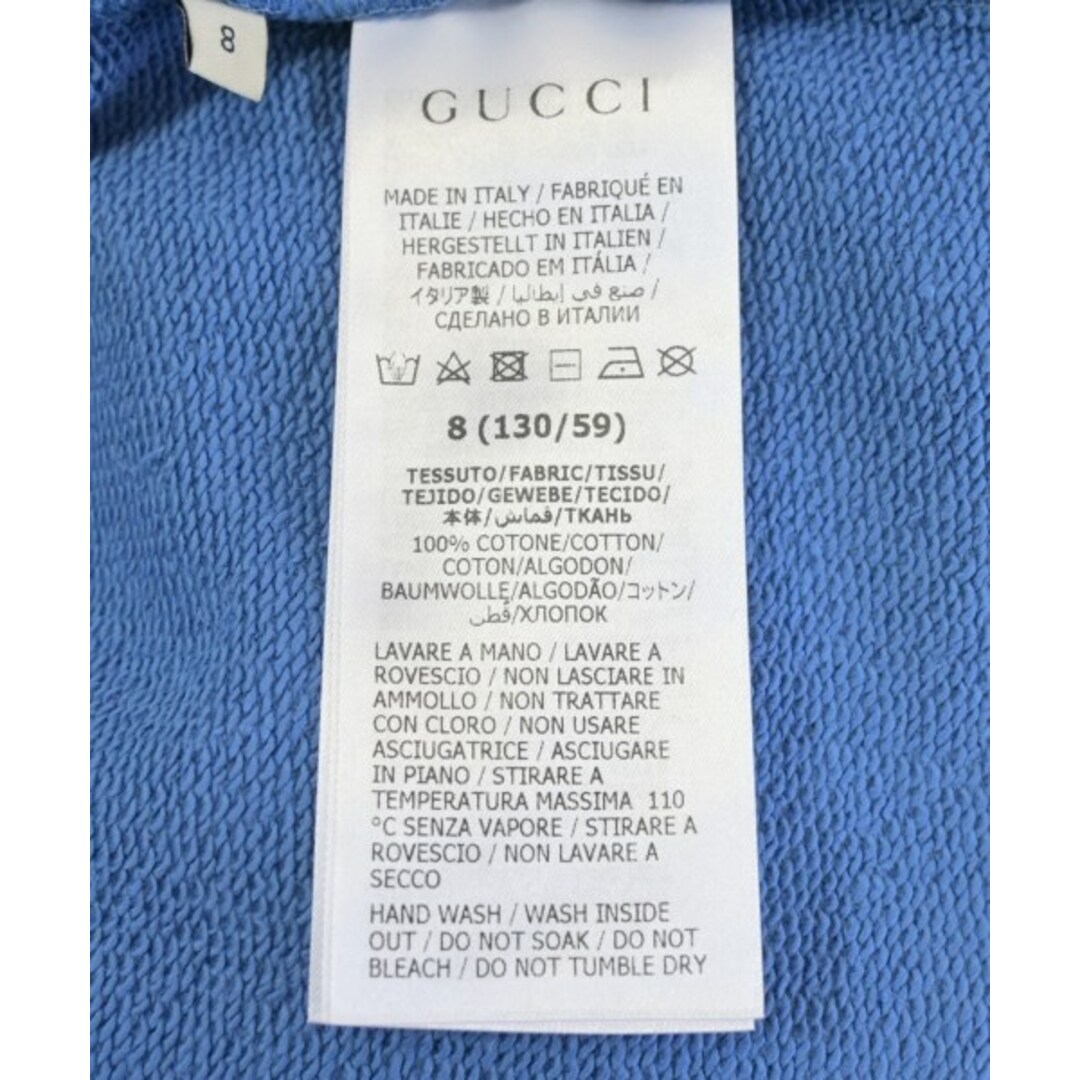 8
GUCCI
MADE IN ITALY / FABRIQUÉ EN
ITALIE / HECHO EN ITALIA /
HERGESTELLT IN ITALIEN /
FABRICADO EM ITÁLIA /
イタリア製 / صنع في إيطاليا /
СДЕЛАНО В ИТАЛИИ
8 (130/59)
TESSUTO/FABRIC/TISSU/
TEJIDO/GEWEBE/TECIDO/
本体/قماش/ТКАНЬ
100% COTONE/COTTON/
COTON/ALGODON/
BAUMWOLLE/ALGODÃO/コットン/
قطن/ХЛОПОК
LAVARE A MANO / LAVARE A
ROVESCIO / NON LASCIARE IN
AMMOLLO / NON TRATTARE
CON CLORO / NON USARE
ASCIUGATRICE / ASCIUGARE
IN PIANO / STIRARE A
TEMPERATURA MASSIMA 110
°C SENZA VAPORE / STIRARE A
ROVESCIO / NON LAVARE A
SECCO
HAND WASH / WASH INSIDE
OUT / DO NOT SOAK / DO NOT
BLEACH / DO NOT TUMBLE DRY